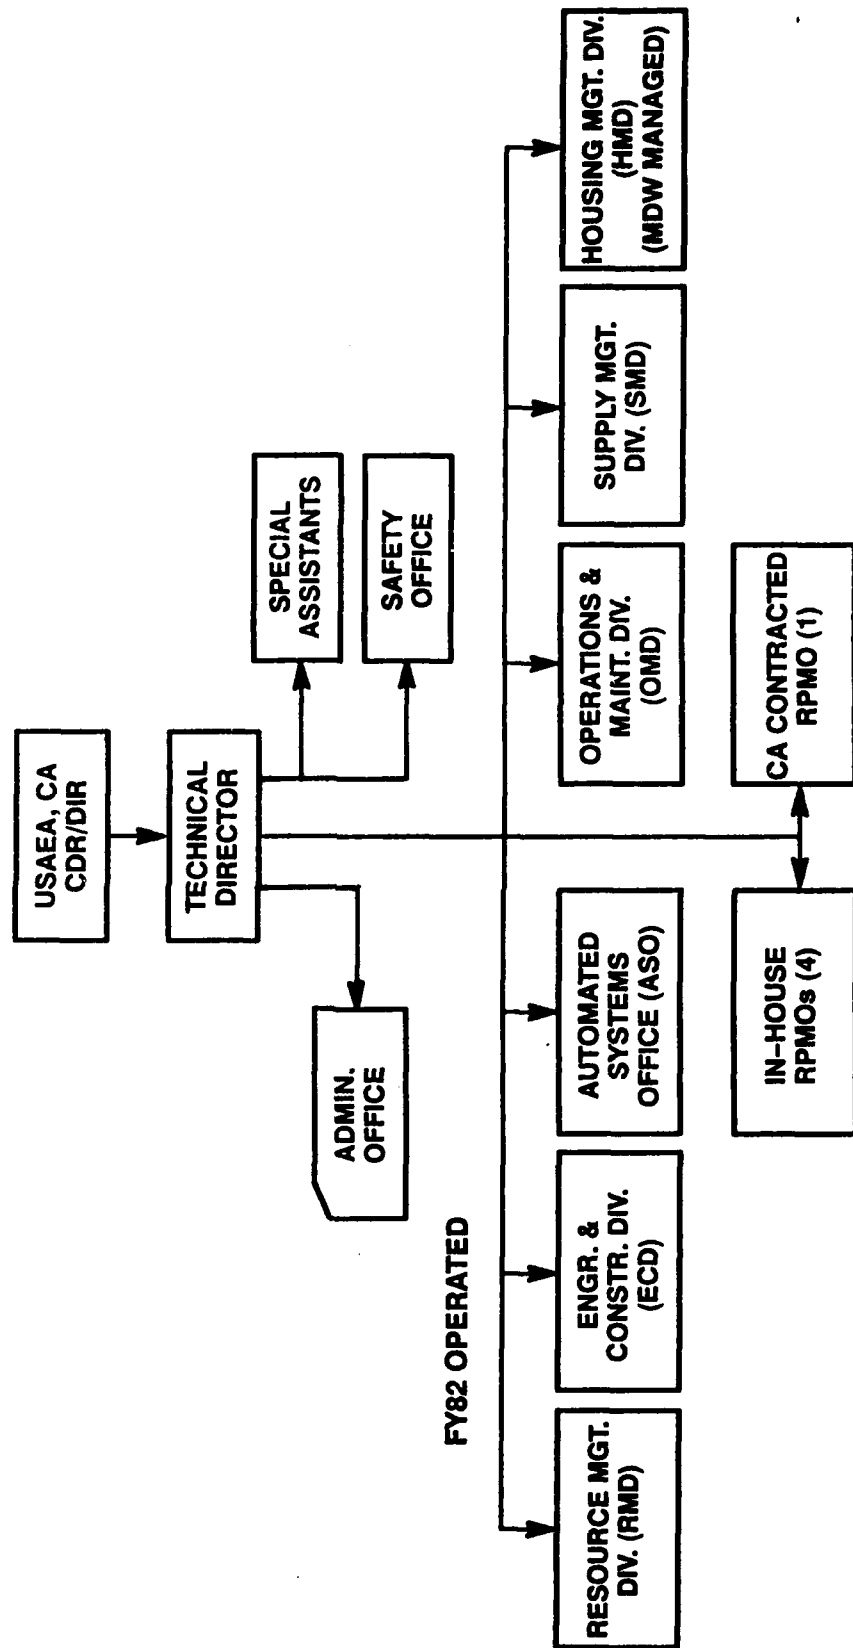 USAEA, CA
CDR/DIR
TECHNICAL
DIRECTOR
SPECIAL
ASSISTANTS
SAFETY
OFFICE
ADMIN.
OFFICE
FY82 OPERATED
RESOURCE MGT.
DIV. (RMD)
ENGR. &
CONSTR. DIV.
(ECD)
AUTOMATED
SYSTEMS
OFFICE (ASO)
OPERATIONS &
MAINT. DIV.
(OMD)
SUPPLY MGT.
DIV. (SMD)
HOUSING MGT. DIV.
(HMD)
(MDW MANAGED)
IN-HOUSE
RPMOs (4)
CA CONTRACTED
RPMO (1)